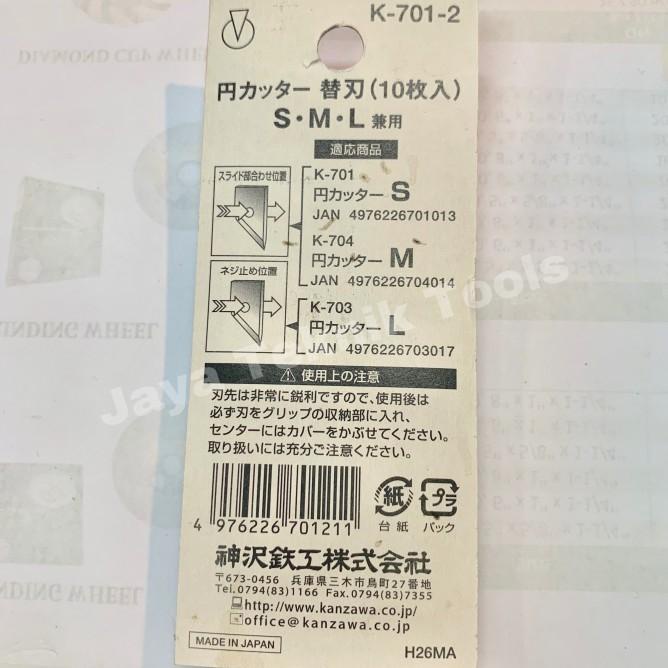 K-701-2
円カッター 替刃(10枚入)
S・M・L 兼用
適応商品
スライド部合わせ位置
K-701
円カッター S
JAN 4976226701013
K-704
円カッター M
JAN 4976226704014
ネジ止め位置
K-703
円カッター L
JAN 4976226703017
⚠ 使用上の注意
刃先は非常に鋭利ですので、使用後は
必ず刃をグリップの収納部に入れ、
センターにはカバーをかぶせてください。
取り扱いには充分ご注意ください。
4 976226 701211
紙
台紙
プラ
パック
神沢鉄工株式会社
〒673-0456 兵庫県三木市鳥町27番地
Tel.0794(83)1166 Fax.0794(83)7355
http://www.kanzawa.co.jp/
office@kanzawa.co.jp
MADE IN JAPAN
H26MA
Jaya Teknik Tools
DIAMOND CUP WHEEL